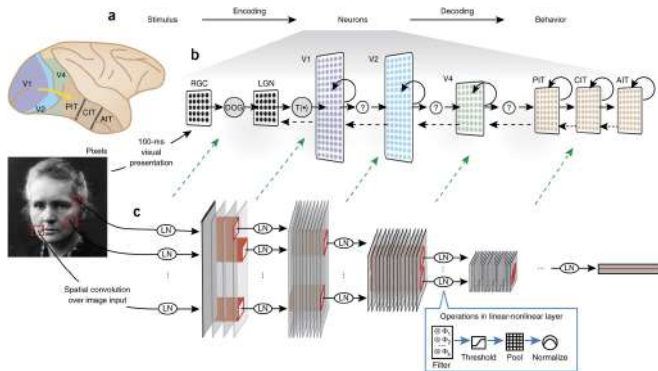 Stimulus
Encoding
Neurons
Decoding
Behavior
a
b
V1
V4
V2
PIT
CIT
AIT
RGC
LGN
V1
V2
V4
PIT
CIT
AIT
DOG
T(•)
?
?
?
Pixels
100-ms
visual
presentation
c
LN
LN
LN
LN
LN
LN
LN
LN
LN
LN
...
LN
Spatial convolution
over image input
Operations in linear-nonlinear layer
Filter
Threshold
Pool
Normalize